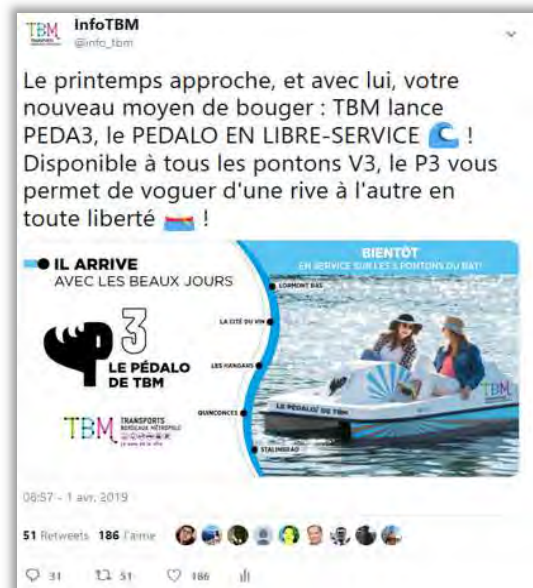 TBM
infoTBM
@info_tbm
Le printemps approche, et avec lui, votre
nouveau moyen de bouger : TBM lance
PEDA3, le PEDALO EN LIBRE-SERVICE 🌊 !
Disponible à tous les pontons V3, le P3 vous
permet de voguer d'une rive à l'autre en
toute liberté 🚣 !
IL ARRIVE
AVEC LES BEAUX JOURS
3
LE PÉDALO
DE TBM
TBM TRANSPORTS
BORDEAUX MÉTROPOLE
BIENTÔT
EN SERVICE SUR LES 5 PONTONS DU BAT3
LORMONT BAS
LA CITÉ DU VIN
LES HANGARS
QUINCONCES
STALINGRAD
LE PÉDALO DE TBM
TBM
08:57 - 1 avr. 2019
51 Retweets 186 J'aime
31 51 186